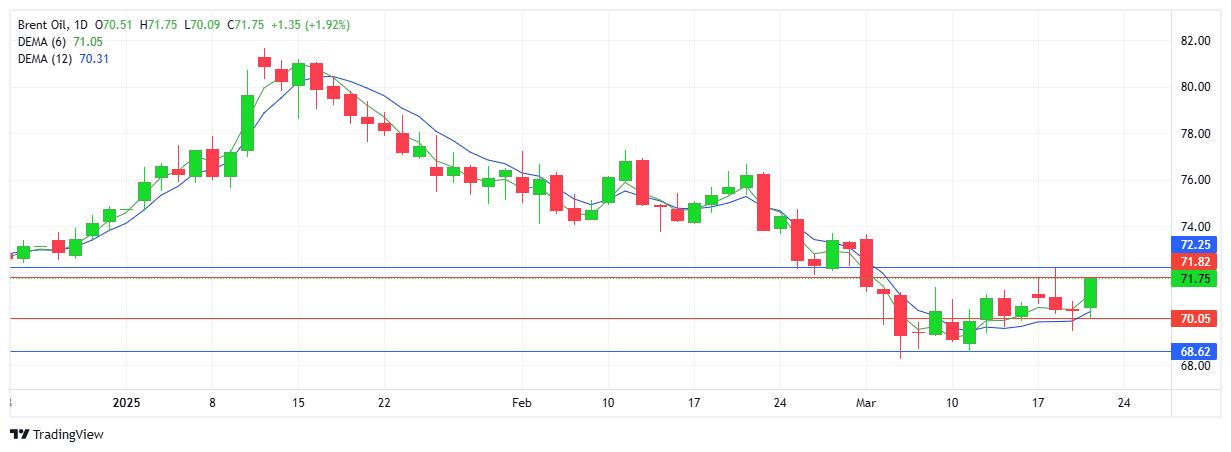 Brent Oil, 1D O70.51 H71.75 L70.09 C71.75 +1.35 (+1.92%)
DEMA (6) 71.05
DEMA (12) 70.31
82.00
80.00
78.00
76.00
74.00
72.25
71.82
71.75
70.05
68.62
68.00
2025 8 15 22 Feb 10 17 24 Mar 10 17 24
TradingView